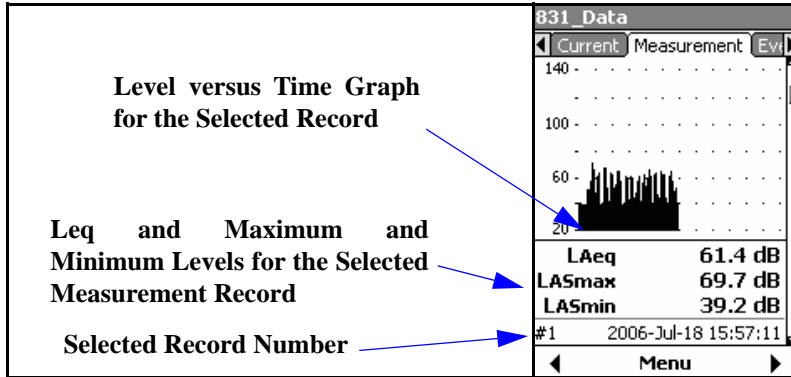 Level versus Time Graph
for the Selected Record
Leq and Maximum and
Minimum Levels for the Selected
Measurement Record
Selected Record Number
831_Data
Current Measurement Eve
140
100
60
20
LAeq 61.4 dB
LASmax 69.7 dB
LASmin 39.2 dB
#1 2006-Jul-18 15:57:11
Menu